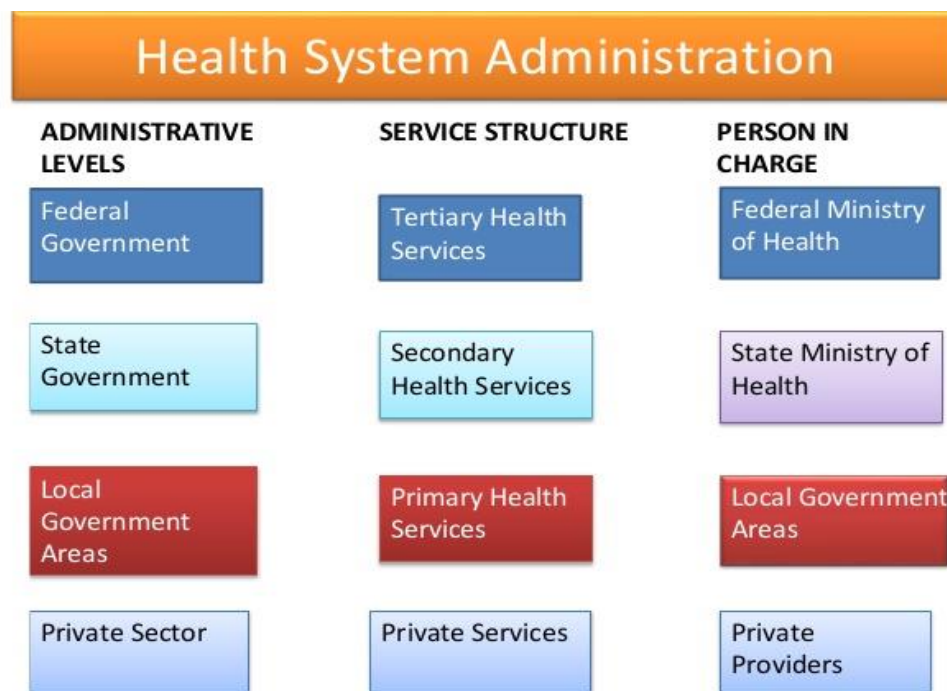 Health System Administration
ADMINISTRATIVE
LEVELS
SERVICE STRUCTURE
PERSON IN
CHARGE
Federal
Government
Tertiary Health
Services
Federal Ministry
of Health
State
Government
Secondary
Health Services
State Ministry of
Health
Local
Government
Areas
Primary Health
Services
Local Government
Areas
Private Sector
Private Services
Private
Providers